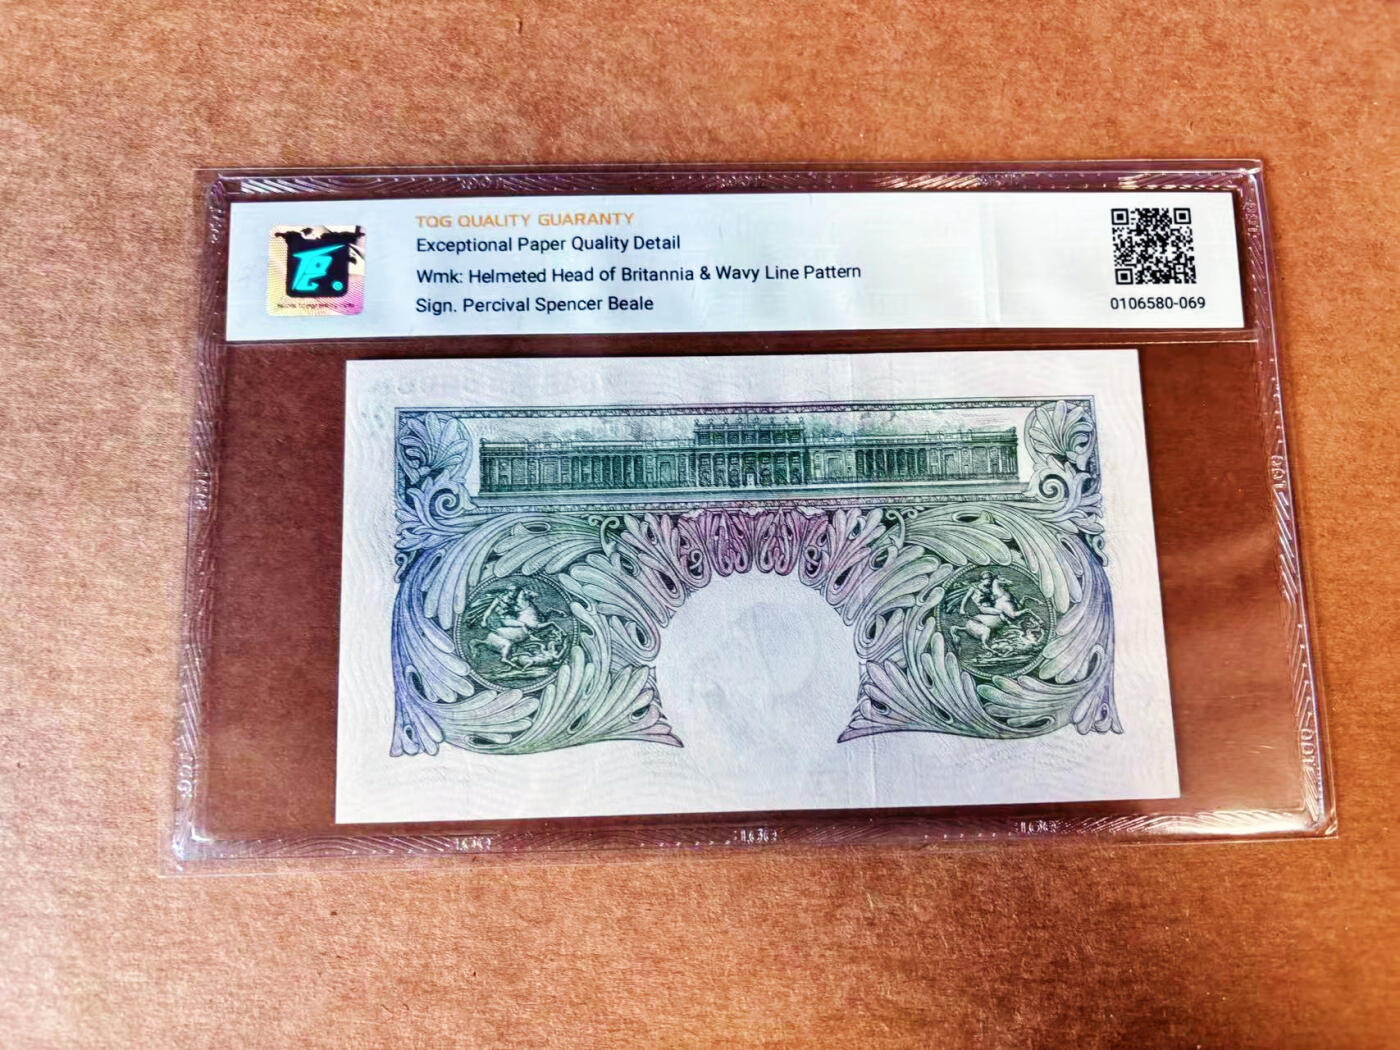 TQG QUALITY GUARANTY
Exceptional Paper Quality Detail
Wmk: Helmeted Head of Britannia & Wavy Line Pattern
Sign. Percival Spencer Beale
0106580-069